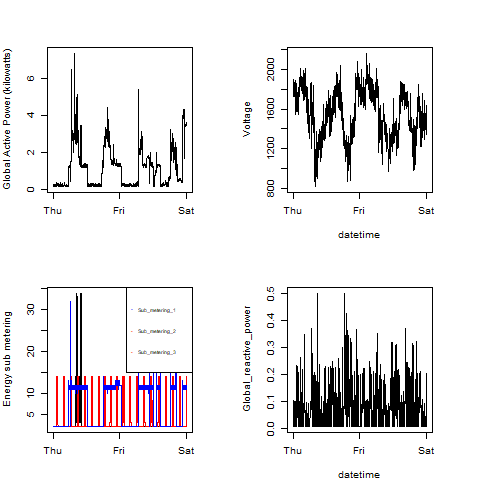 Global Active Power (kilowatts)
0 2 4 6
Thu Fri Sat
Voltage
800 1200 1600 2000
Thu Fri Sat
datetime
Energy sub metering
5 10 20 30
Sub_metering_1
Sub_metering_2
Sub_metering_3
Thu Fri Sat
Global_reactive_power
0.0 0.1 0.2 0.3 0.4 0.5
Thu Fri Sat
datetime